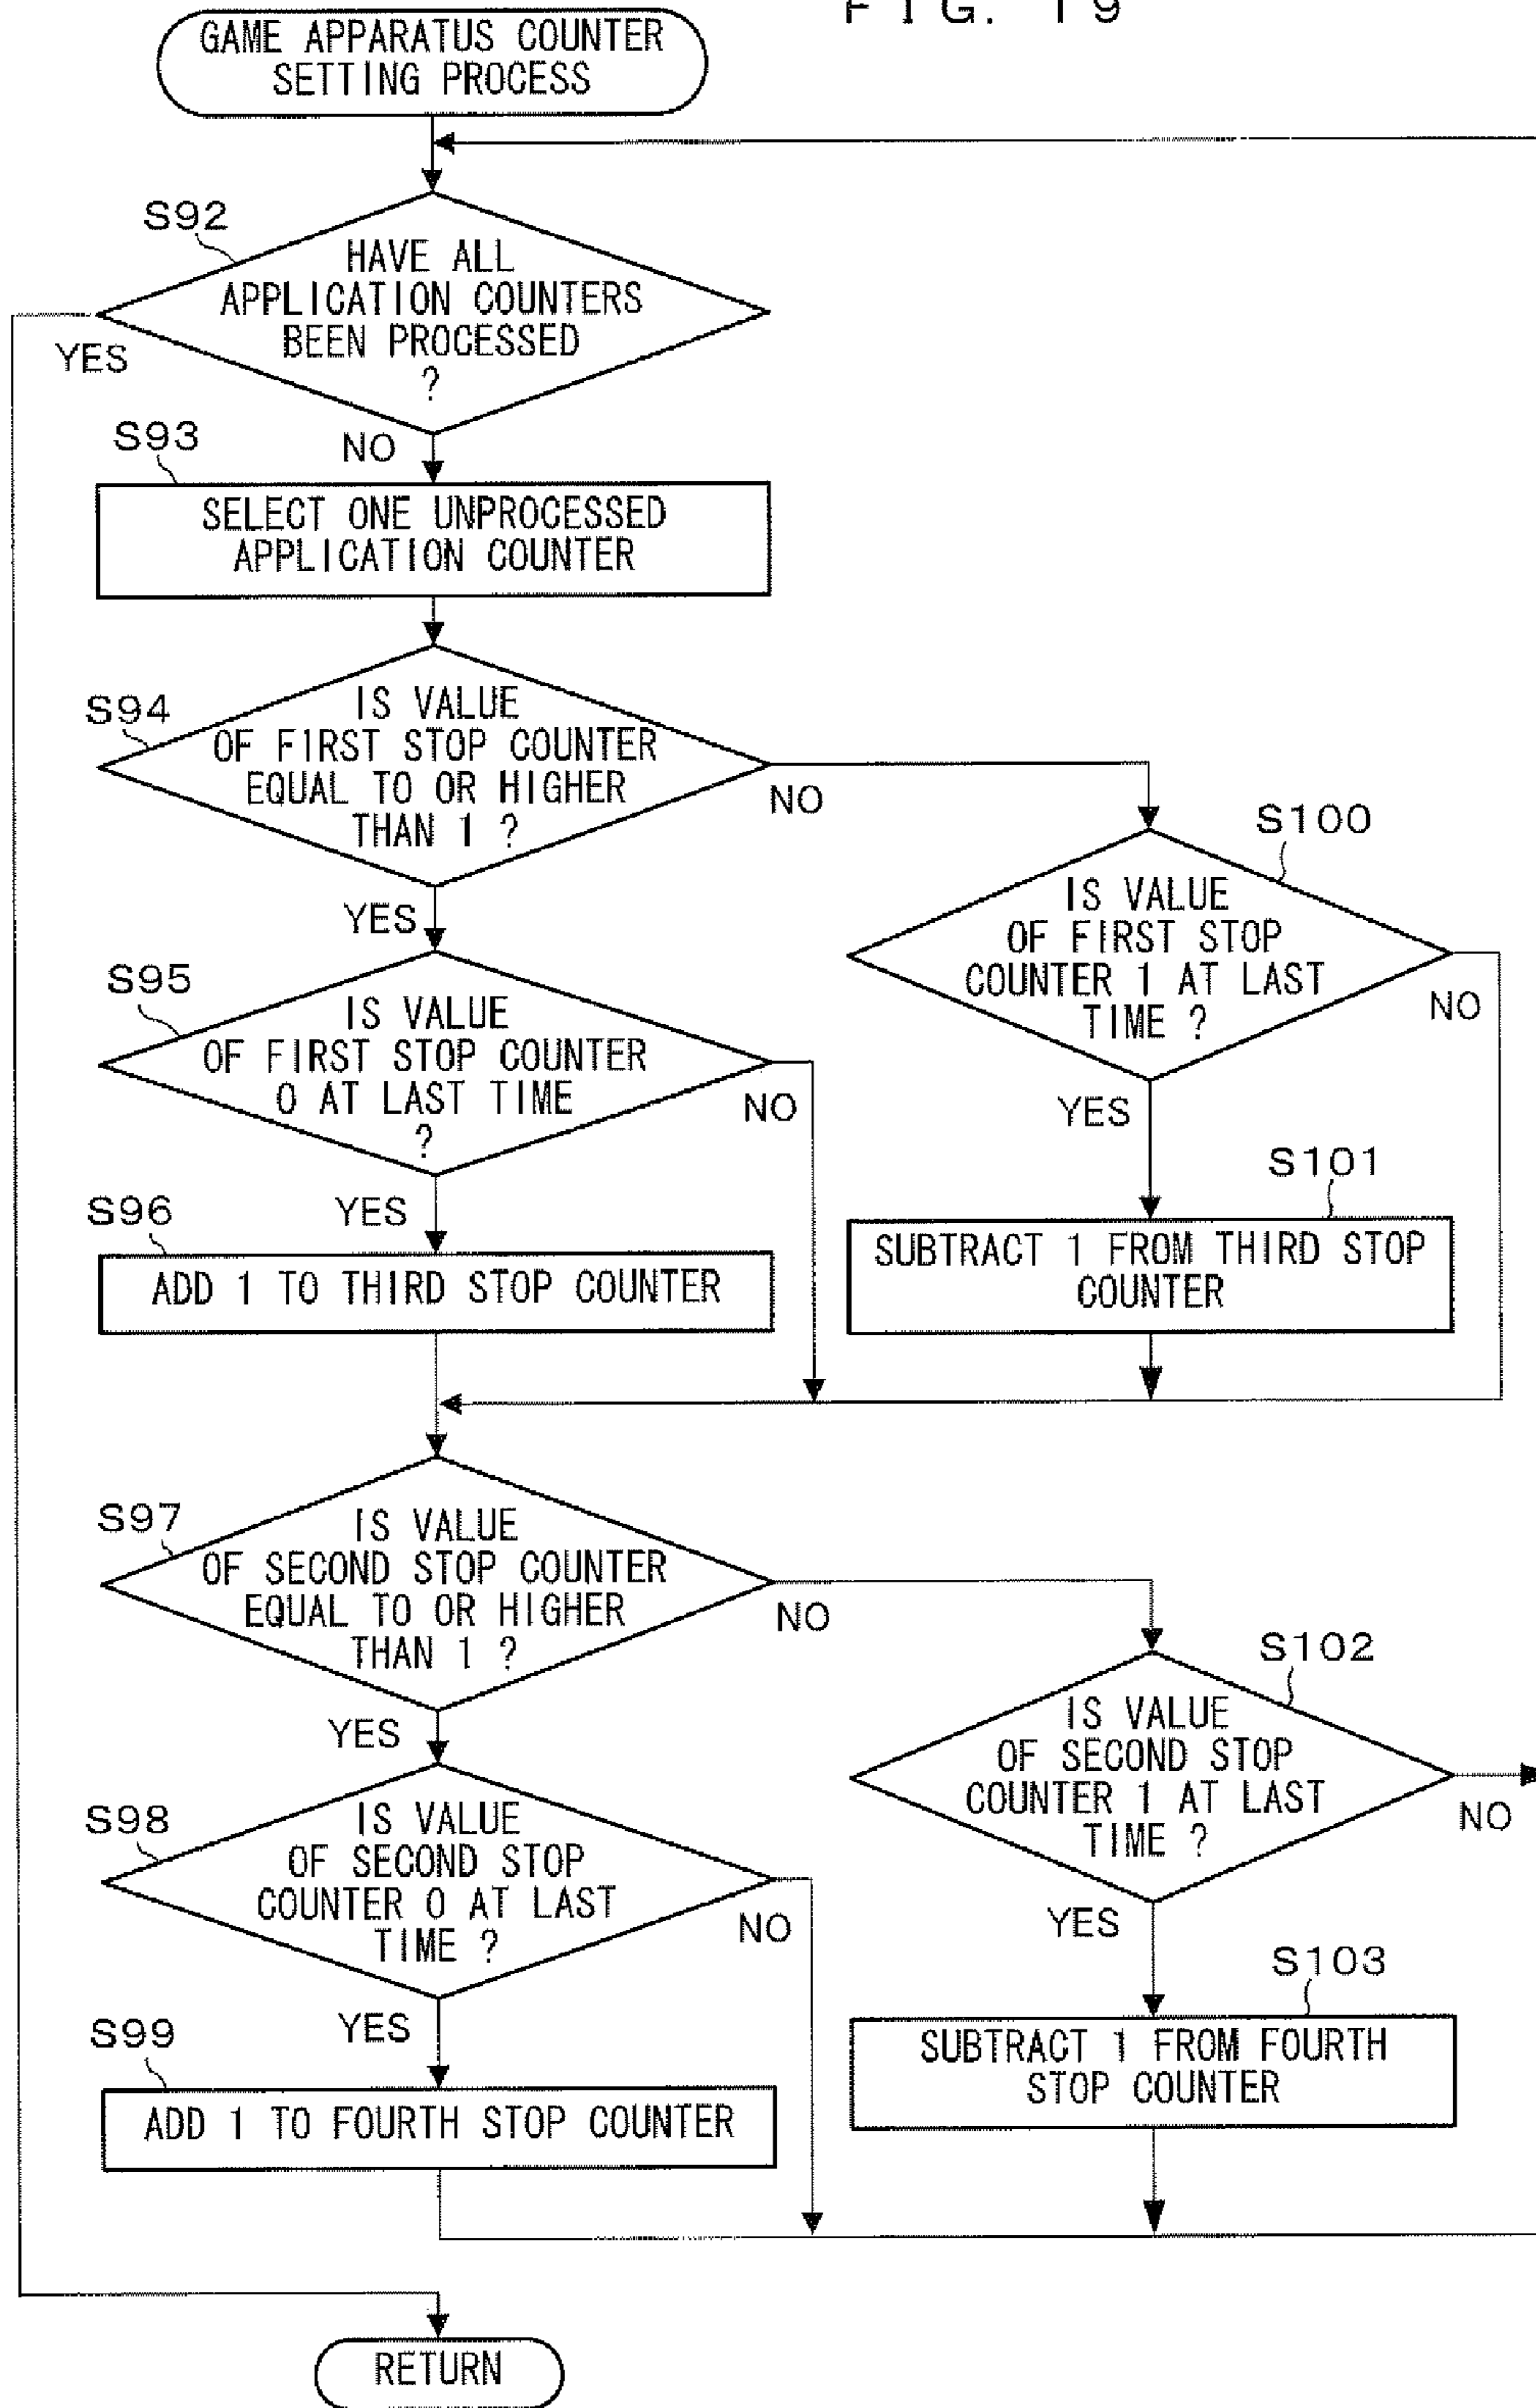 FIG. 19
GAME APPARATUS COUNTER
SETTING PROCESS
S92
HAVE ALL
APPLICATION COUNTERS
BEEN PROCESSED
?
YES
NO
S93
SELECT ONE UNPROCESSED
APPLICATION COUNTER
S94
IS VALUE
OF FIRST STOP COUNTER
EQUAL TO OR HIGHER
THAN 1 ?
NO
YES
S100
IS VALUE
OF FIRST STOP
COUNTER 1 AT LAST
TIME ?
NO
YES
S95
IS VALUE
OF FIRST STOP COUNTER
0 AT LAST TIME
?
NO
YES
S101
SUBTRACT 1 FROM THIRD STOP
COUNTER
S96
ADD 1 TO THIRD STOP COUNTER
S97
IS VALUE
OF SECOND STOP COUNTER
EQUAL TO OR HIGHER
THAN 1 ?
NO
YES
S102
IS VALUE
OF SECOND STOP
COUNTER 1 AT LAST
TIME ?
NO
YES
S98
IS VALUE
OF SECOND STOP
COUNTER 0 AT LAST
TIME ?
NO
YES
S103
SUBTRACT 1 FROM FOURTH
STOP COUNTER
S99
ADD 1 TO FOURTH STOP COUNTER
RETURN